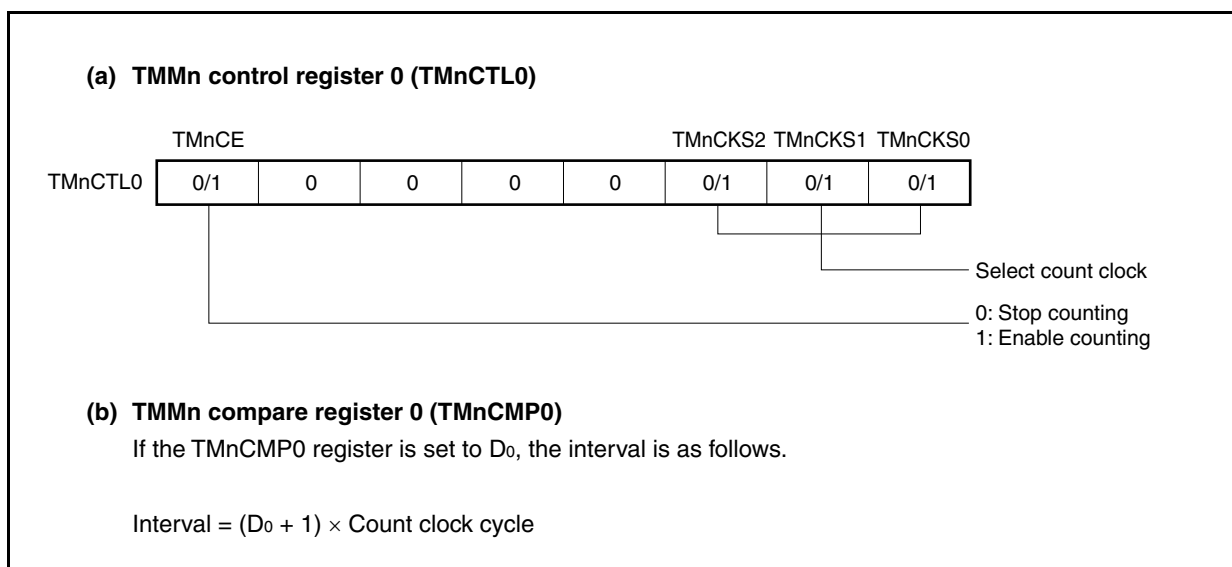 (a) TMMn control register 0 (TMnCTL0)
TMnCE TMnCKS2 TMnCKS1 TMnCKS0
TMnCTL0 0/1 0 0 0 0 0/1 0/1 0/1
Select count clock
0: Stop counting
1: Enable counting
(b) TMMn compare register 0 (TMnCMP0)
If the TMnCMP0 register is set to D0, the interval is as follows.
Interval = (D0 + 1) × Count clock cycle